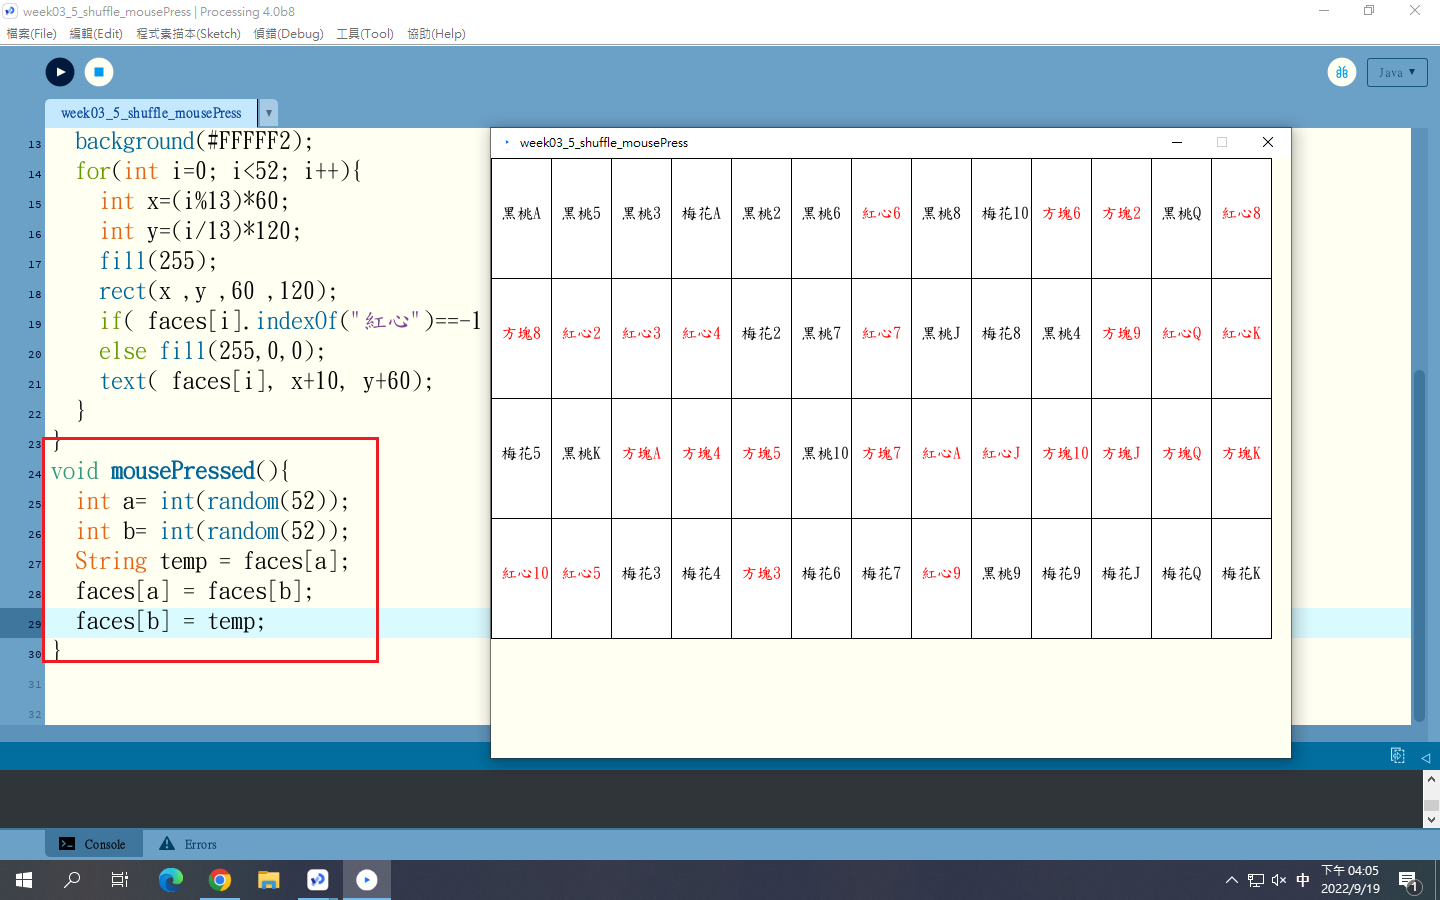 week03_5_shuffle_mousePress | Processing 4.0b8
檔案(File) 編輯(Edit) 程式素描本(Sketch) 偵錯(Debug) 工具(Tool) 協助(Help)
Java ▼
week03_5_shuffle_mousePress ▼
13 background(#FFFFF2);
14 for(int i=0; i<52; i++){
15 int x=(i%13)*60;
16 int y=(i/13)*120;
17 fill(255);
18 rect(x ,y ,60 ,120);
19 if( faces[i].indexOf("紅心")==-1
20 else fill(255,0,0);
21 text( faces[i], x+10, y+60);
22 }
23 }
24 void mousePressed(){
25 int a= int(random(52));
26 int b= int(random(52));
27 String temp = faces[a];
28 faces[a] = faces[b];
29 faces[b] = temp;
30 }
31
32
week03_5_shuffle_mousePress
黑桃A 黑桃5 黑桃3 梅花A 黑桃2 黑桃6 紅心6 黑桃8 梅花10 方塊6 方塊2 黑桃Q 紅心8
方塊8 紅心2 紅心3 紅心4 梅花2 黑桃7 紅心7 黑桃J 梅花8 黑桃4 方塊9 紅心Q 紅心K
梅花5 黑桃K 方塊A 方塊4 方塊5 黑桃10 方塊7 紅心A 紅心J 方塊10 方塊J 方塊Q 方塊K
紅心10 紅心5 梅花3 梅花4 方塊3 梅花6 梅花7 紅心9 黑桃9 梅花9 梅花J 梅花Q 梅花K
Console Errors
中 下午 04:05
2022/9/19
1